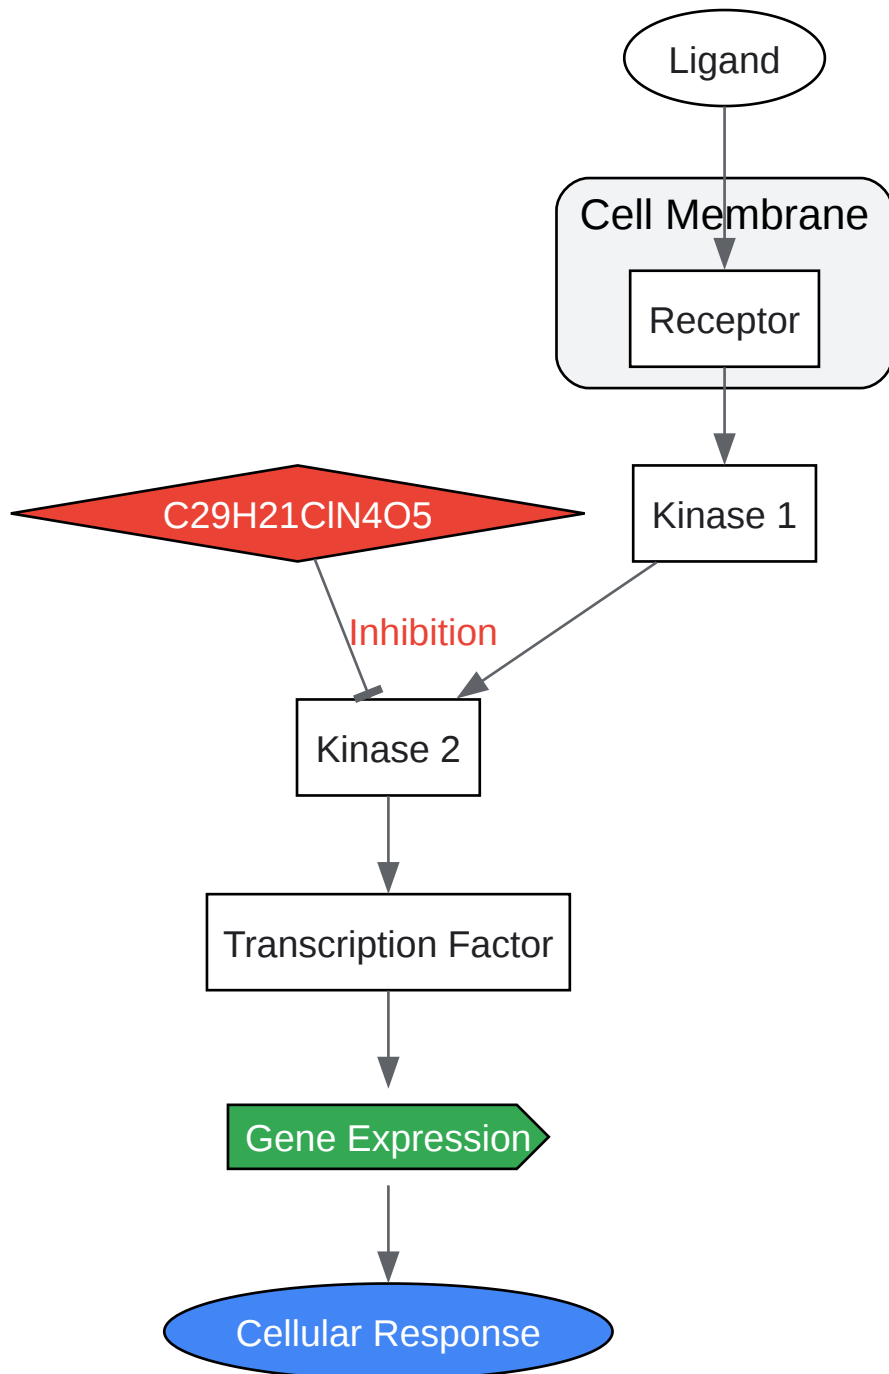 Ligand
Cell Membrane
Receptor
C29H21ClN4O5
Kinase 1
Inhibition
Kinase 2
Transcription Factor
Gene Expression
Cellular Response